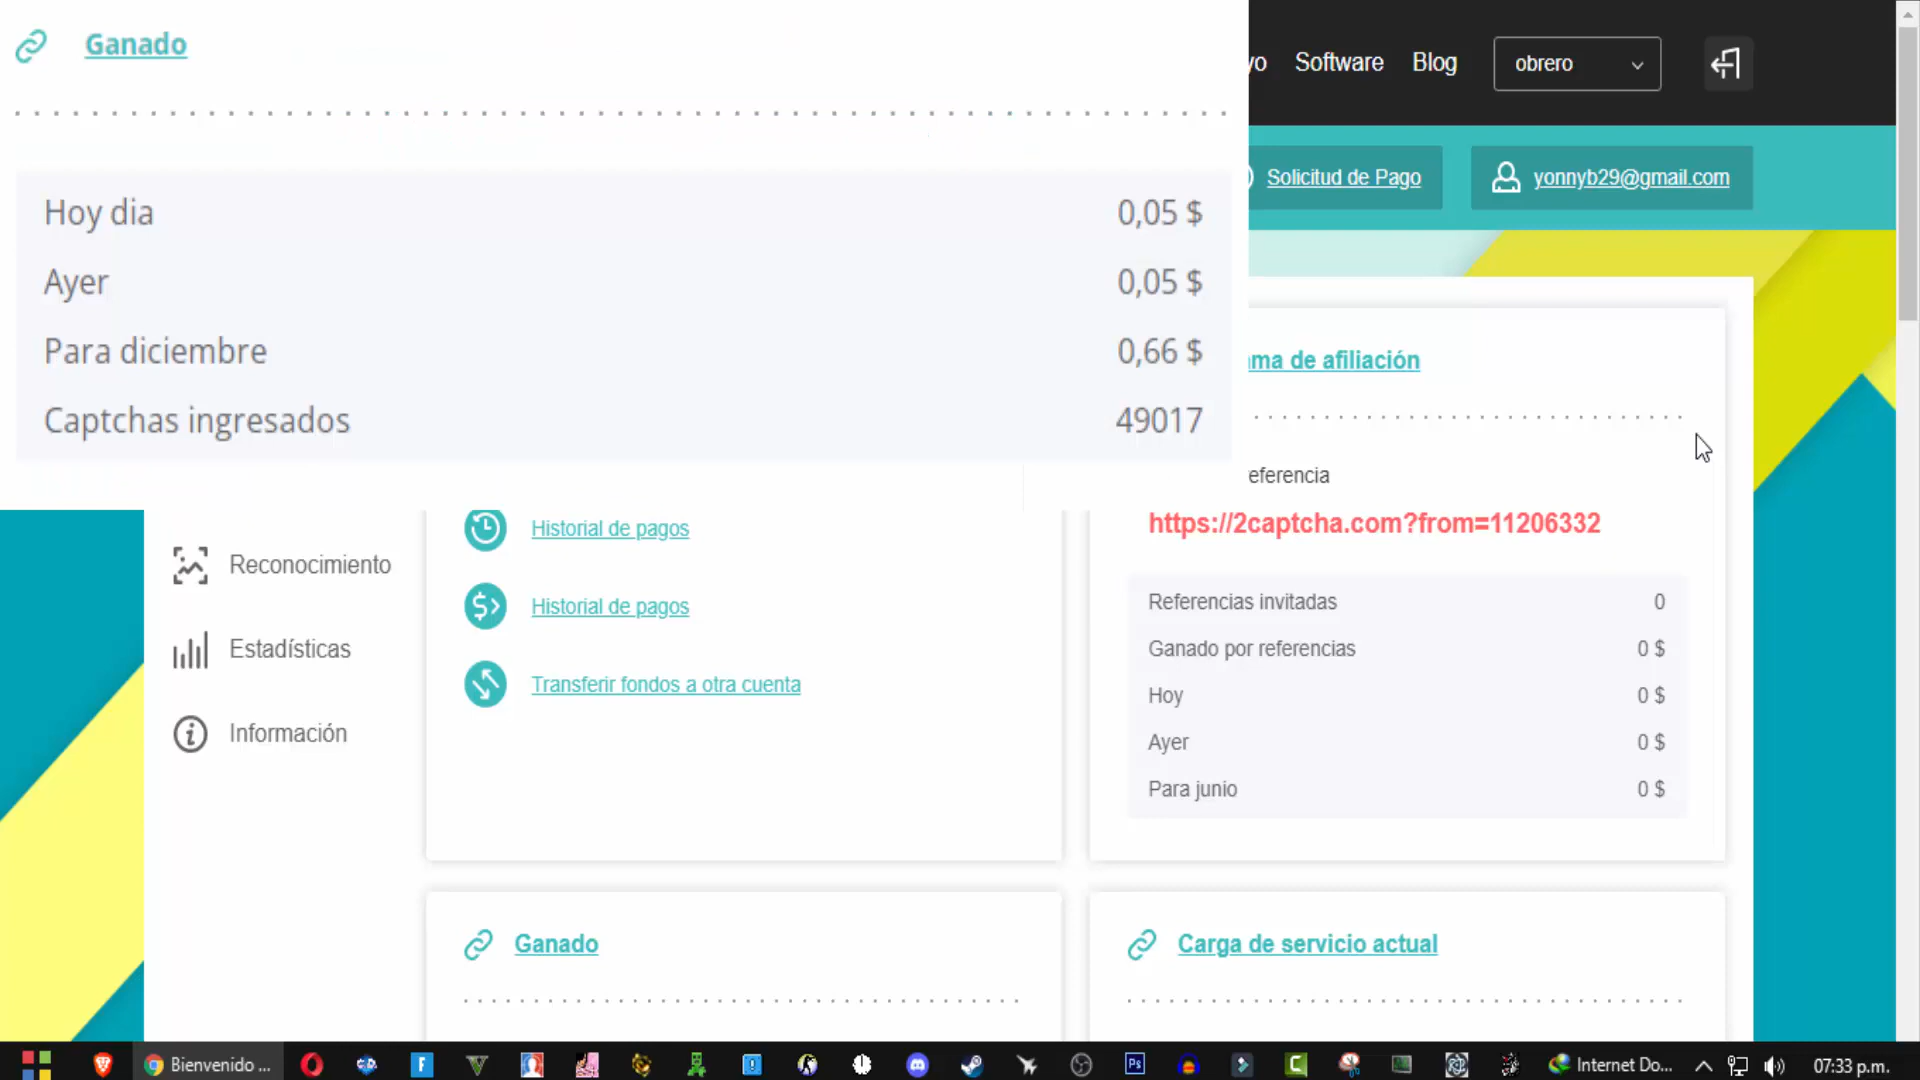 Ganado
Hoy dia 0,05 $
Ayer 0,05 $
Para diciembre 0,66 $
Captchas ingresados 49017
yo Software Blog obrero
Solicitud de Pago yonnyb29@gmail.com
ma de afiliación
eferencia
https://2captcha.com?from=11206332
Referencias invitadas 0
Ganado por referencias 0 $
Hoy 0 $
Ayer 0 $
Para junio 0 $
Historial de pagos
Historial de pagos
Transferir fondos a otra cuenta
Reconocimiento
Estadísticas
Información
Ganado
Carga de servicio actual
Bienvenido ...
Ps
Internet Do...
07:33 p.m.